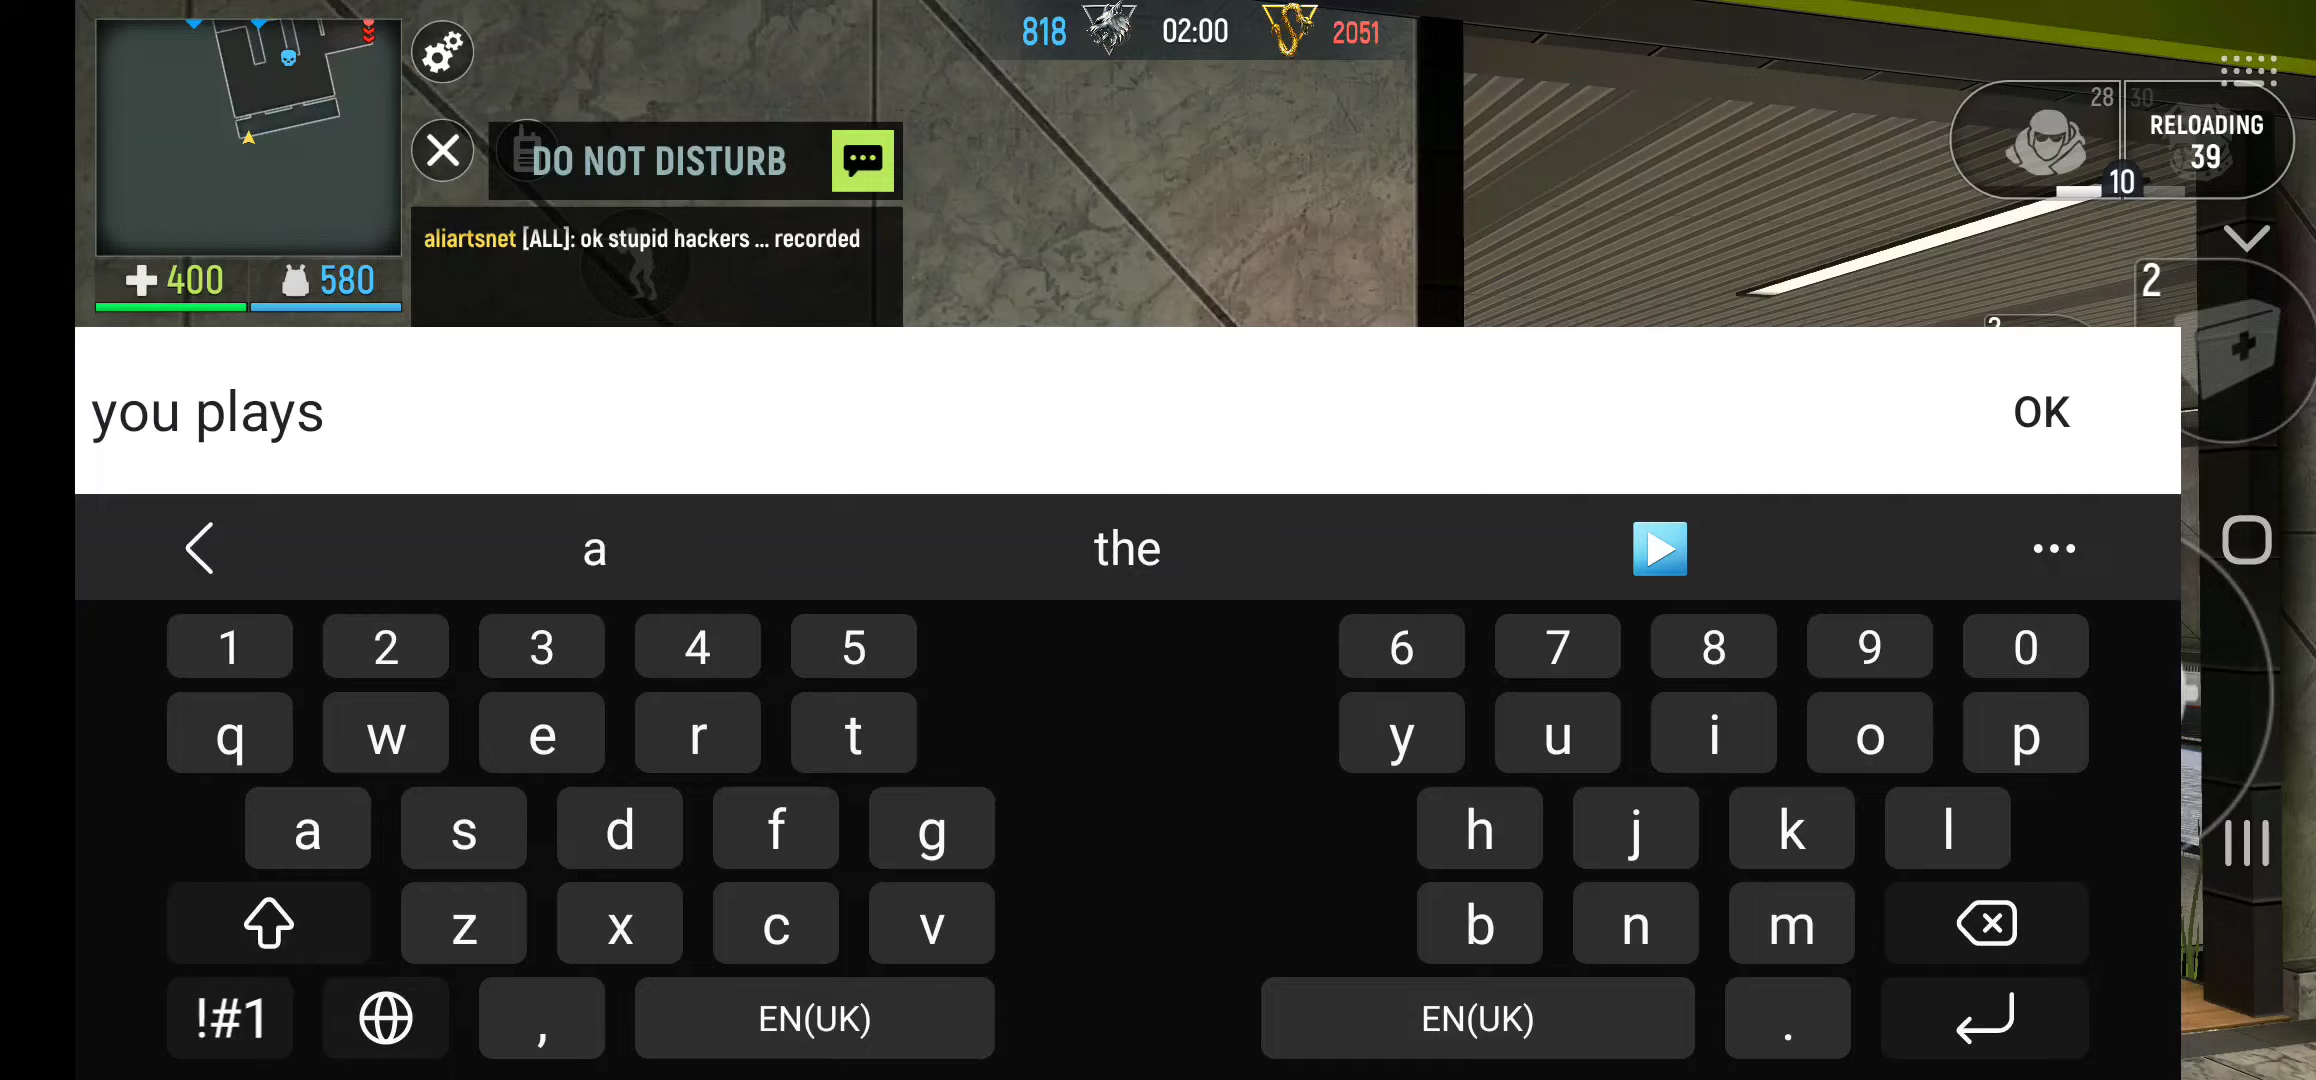 818 02:00 2051
28 30
RELOADING
39
10
DO NOT DISTURB
aliartsnet [ALL]: ok stupid hackers ... recorded
400 580
2
2
you plays OK
a the
1 2 3 4 5 6 7 8 9 0
q w e r t y u i o p
a s d f g h j k l
z x c v b n m
!#1 , EN(UK) EN(UK) .